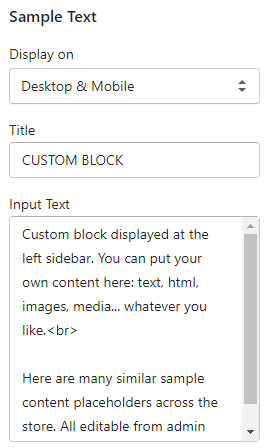 Sample Text
Display on
Desktop & Mobile
Title
CUSTOM BLOCK
Input Text
Custom block displayed at the
left sidebar. You can put your
own content here: text, html,
images, media... whatever you
like.<br>
Here are many similar sample
content placeholders across the
store. All editable from admin